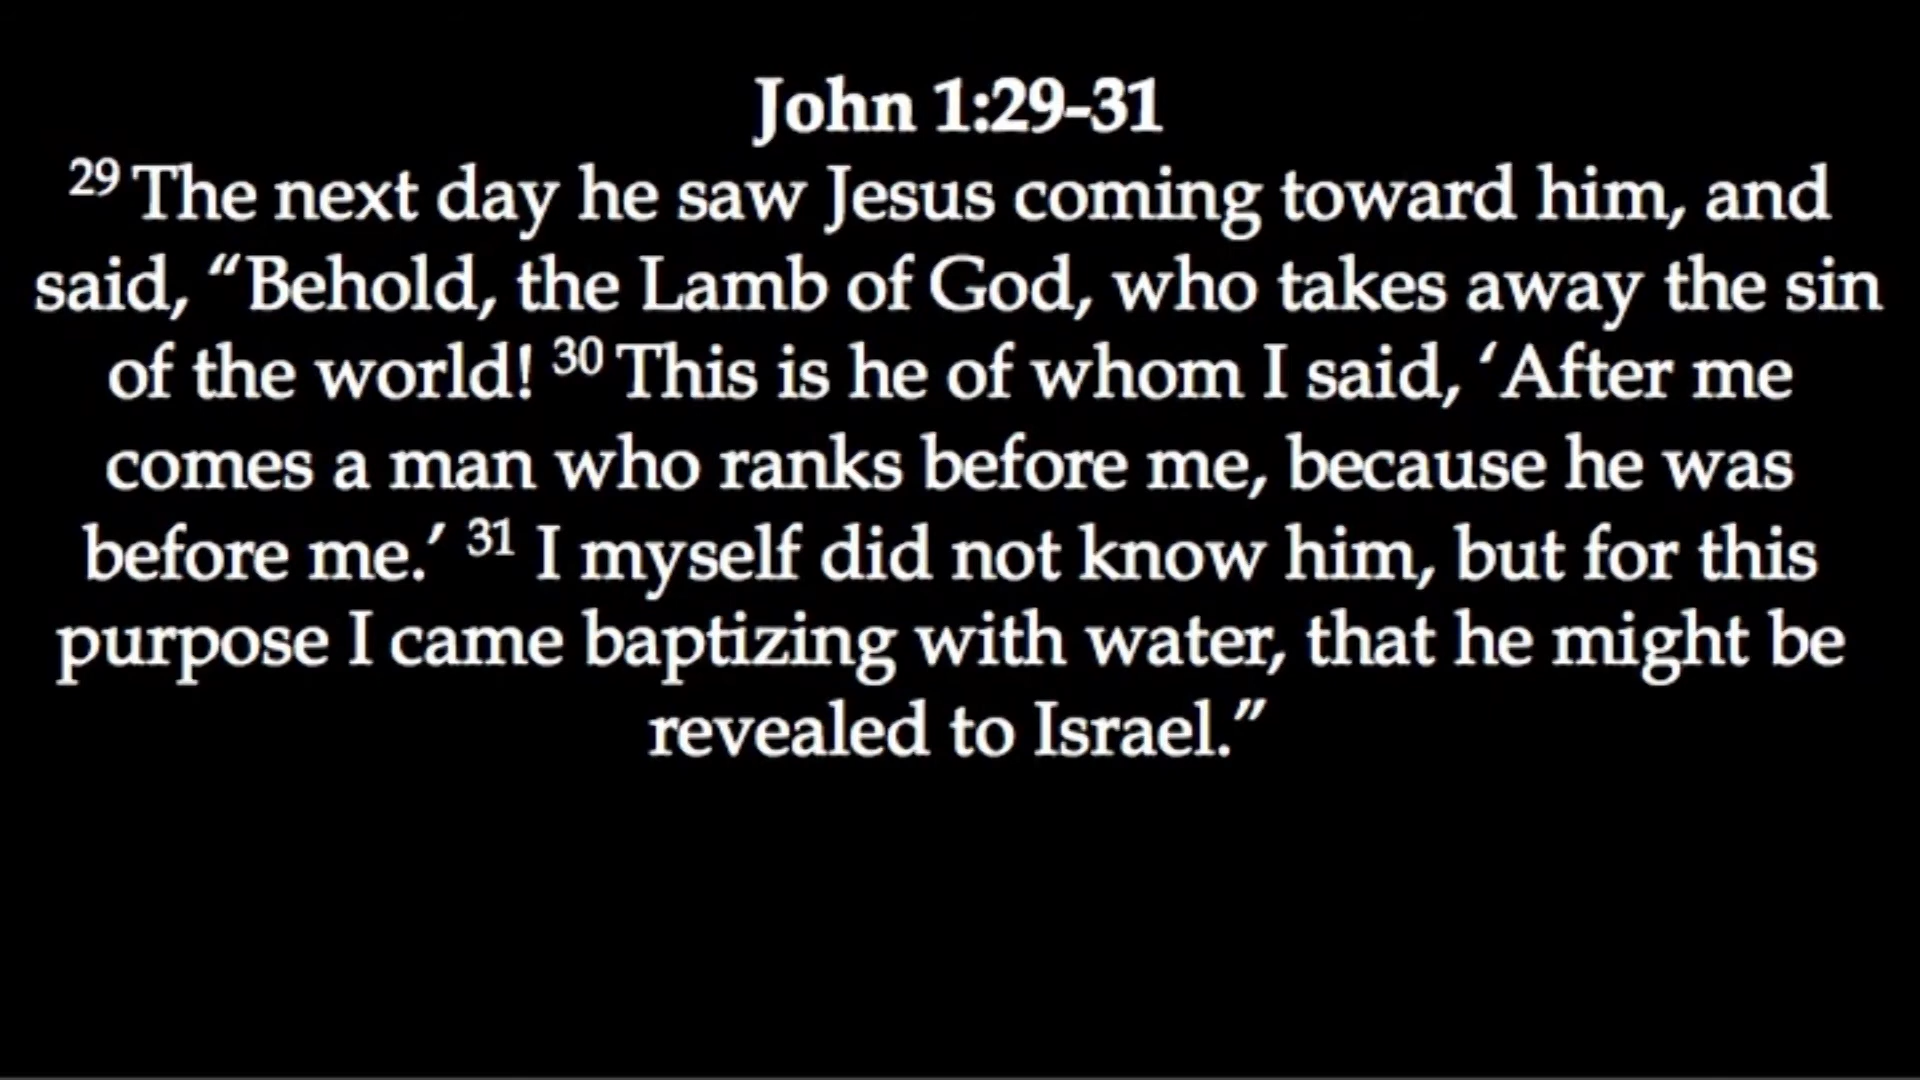 John 1:29-31
29 The next day he saw Jesus coming toward him, and
said, “Behold, the Lamb of God, who takes away the sin
of the world! 30 This is he of whom I said, ‘After me
comes a man who ranks before me, because he was
before me.’ 31 I myself did not know him, but for this
purpose I came baptizing with water, that he might be
revealed to Israel.”